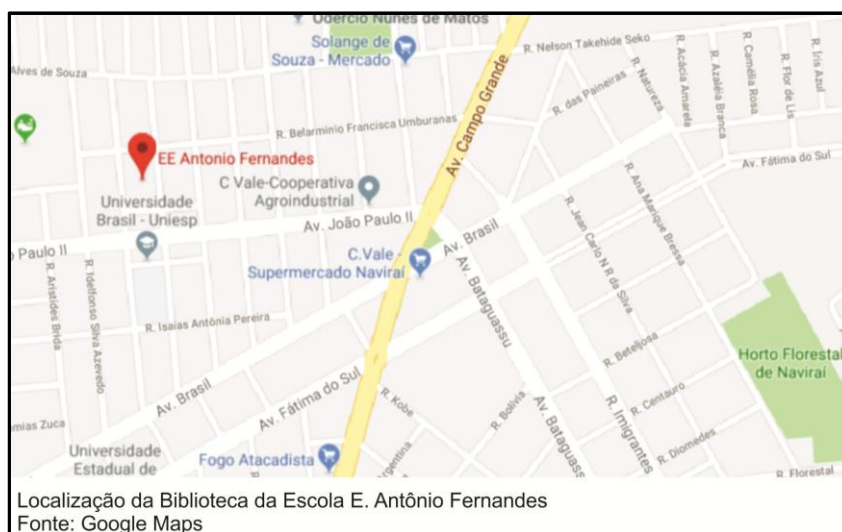 Odercio Nunes de Matos
Solange de
Souza - Mercado
R. Nelson Takehide Seko
Alves de Souza
Av. Campo Grande
R. das Paineiras
R. Natureza
R. Acácia Amarela
R. Azaléia Branca
R. Camélia Rosa
R. Flor de Lis
R. Íris Azul
R. Belarminio Francisca Umburanas
EE Antonio Fernandes
Av. Fátima do Sul
Universidade
Brasil - Uniesp
C Vale-Cooperativa
Agroindustrial
Av. João Paulo II
o Paulo II
R. Ana Marique Bressa
R. Jean Carlo N R da Silva
Av. Brasil
C.Vale -
Supermercado Naviraí
Av. Bataguassu
R. Aristides Brida
R. Idelfonso Silva Azevedo
R. Isaias Antônia Pereira
R. Beteljosa
Horto Florestal
de Naviraí
Av. Brasil
Av. Fátima do Sul
R. Kobe
R. Bolívia
Av. Bataguassu
R. Imigrantes
R. Centauro
R. Diomedes
R. Florestal
mias Zuca
Universidade
Estadual de
Fogo Atacadista
rgentina
Localização da Biblioteca da Escola E. Antônio Fernandes
Fonte: Google Maps